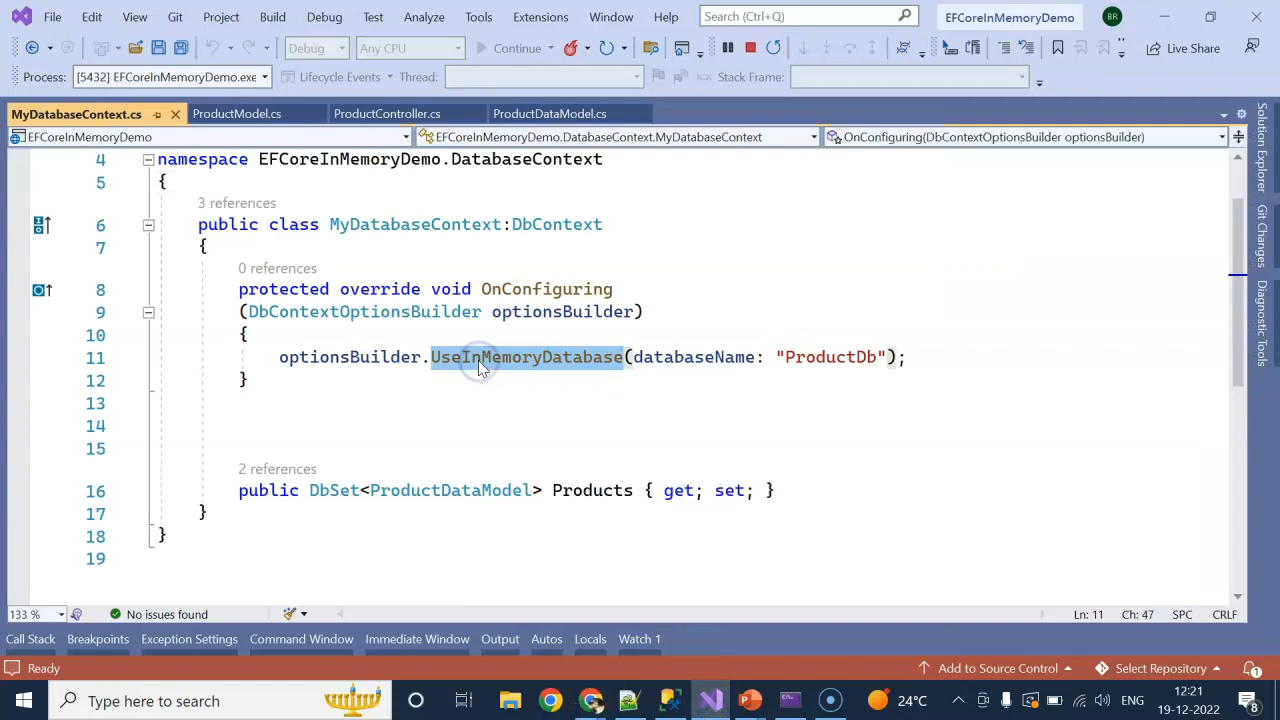 File Edit View Git Project Build Debug Test Analyze Tools Extensions Window Help Search (Ctrl+Q) EFCoreInMemoryDemo BR
Debug Any CPU Continue Live Share
Process: [5432] EFCoreInMemoryDemo.exe Lifecycle Events Thread: Stack Frame:
MyDatabaseContext.cs ProductModel.cs ProductController.cs ProductDataModel.cs
EFCoreInMemoryDemo EFCoreInMemoryDemo.DatabaseContext.MyDatabaseContext OnConfiguring(DbContextOptionsBuilder optionsBuilder)
4 namespace EFCoreInMemoryDemo.DatabaseContext
5 {
3 references
6 public class MyDatabaseContext:DbContext
7 {
0 references
8 protected override void OnConfiguring
9 (DbContextOptionsBuilder optionsBuilder)
10 {
11 optionsBuilder.UseInMemoryDatabase(databaseName: "ProductDb");
12 }
13
14
15
2 references
16 public DbSet<ProductDataModel> Products { get; set; }
17 }
18 }
19
Solution Explorer
Git Changes
Diagnostic Tools
133 % No issues found Ln: 11 Ch: 47 SPC CRLF
Call Stack Breakpoints Exception Settings Command Window Immediate Window Output Autos Locals Watch 1
Ready Add to Source Control Select Repository 1
Type here to search 24°C ENG 12:21
19-12-2022 8